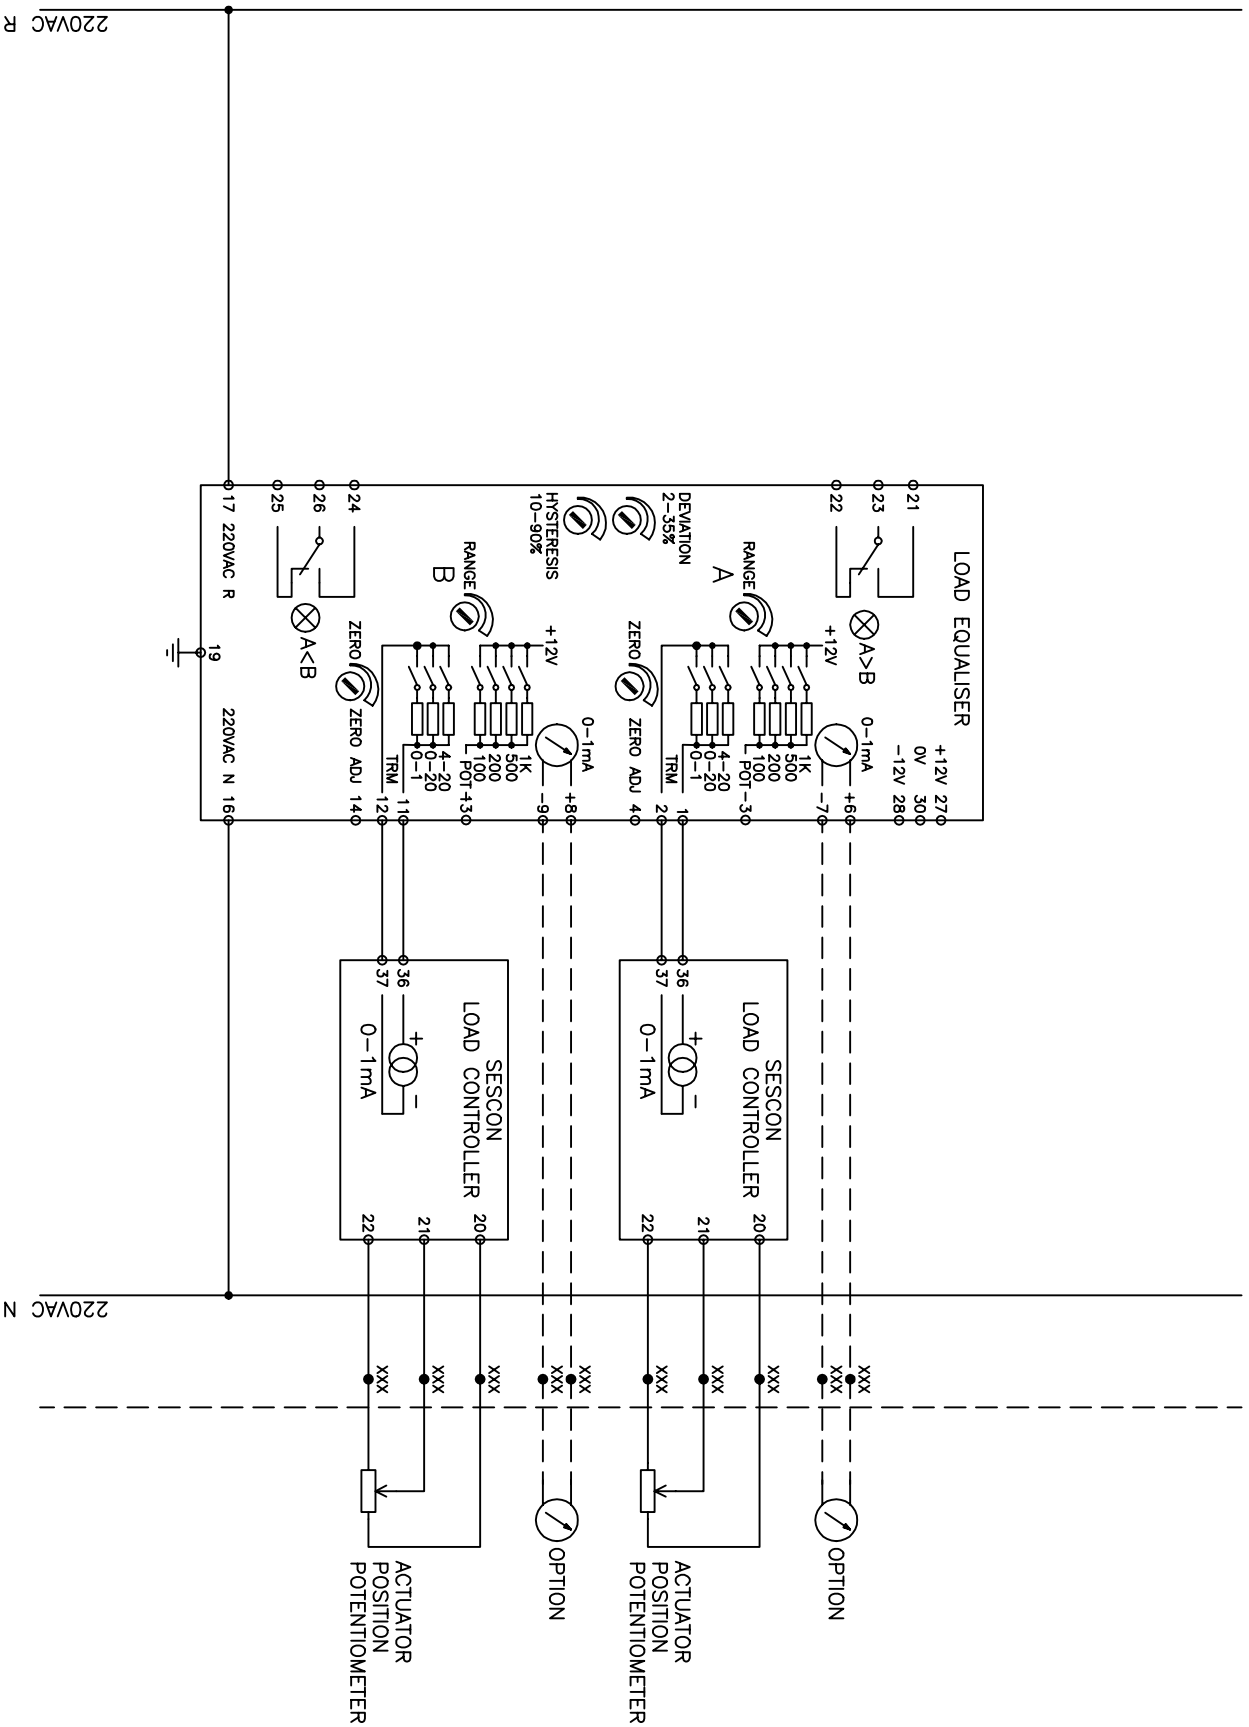 220VAC R
LOAD EQUALISER
+12V 27
0V 30
-12V 28
21
23
22
A>B
0-1mA
+6
-7
OPTION
XXX
XXX
DEVIATION
2-35%
HYSTERESIS
10-90%
RANGE
A
+12V
1K
500
200
100
POT-3
4-20
0-20
0-1
TRM
1
2
ZERO
ZERO ADJ 4
36
37
+
-
0-1mA
SESCON
LOAD CONTROLLER
20
21
22
XXX
XXX
XXX
ACTUATOR
POSITION
POTENTIOMETER
0-1mA
+8
-9
OPTION
XXX
XXX
RANGE
B
+12V
1K
500
200
100
POT-13
4-20
0-20
0-1
TRM
11
12
ZERO
ZERO ADJ 14
36
37
+
-
0-1mA
SESCON
LOAD CONTROLLER
20
21
22
XXX
XXX
XXX
ACTUATOR
POSITION
POTENTIOMETER
24
26
25
A<B
17 220VAC R
19
220VAC N 16
220VAC N